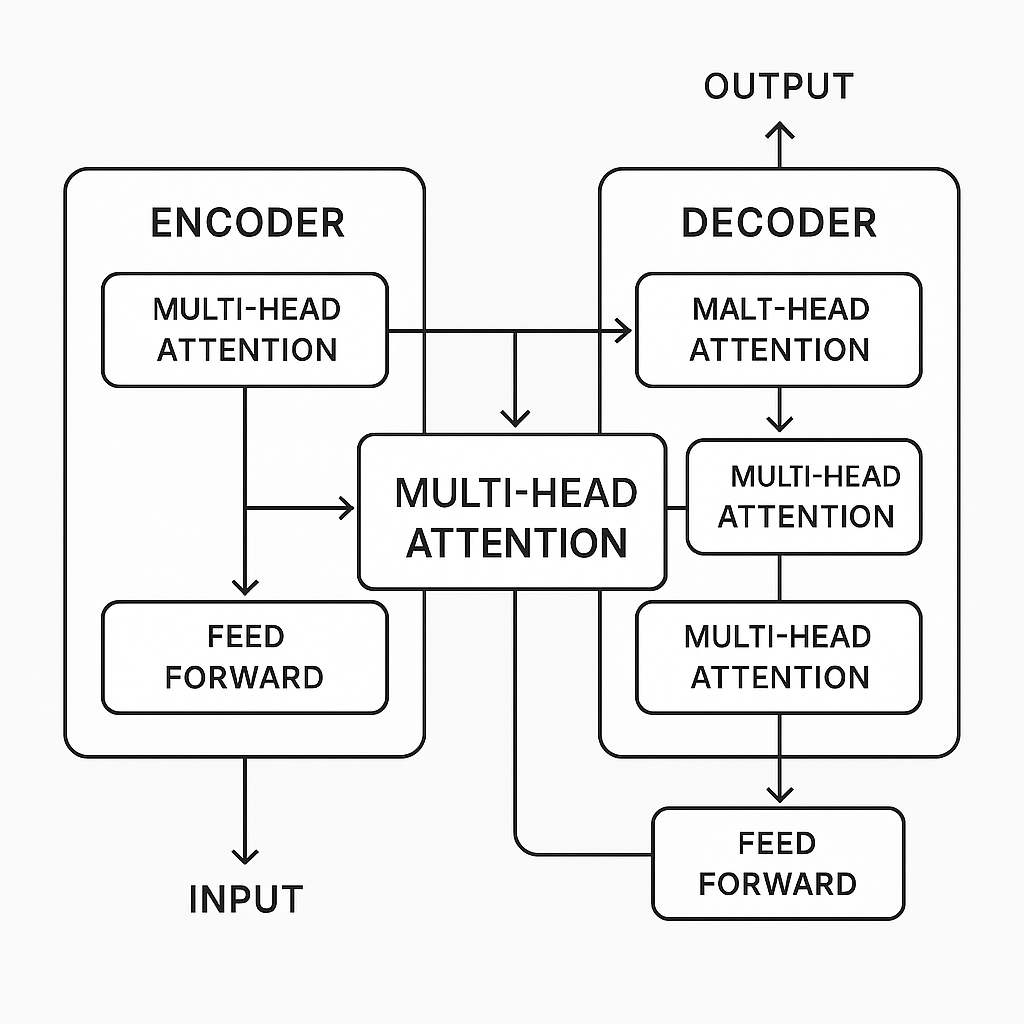 OUTPUT
ENCODER
MULTI-HEAD
ATTENTION
FEED
FORWARD
INPUT
MULTI-HEAD
ATTENTION
DECODER
MALT-HEAD
ATTENTION
MULTI-HEAD
ATTENTION
MULTI-HEAD
ATTENTION
FEED
FORWARD